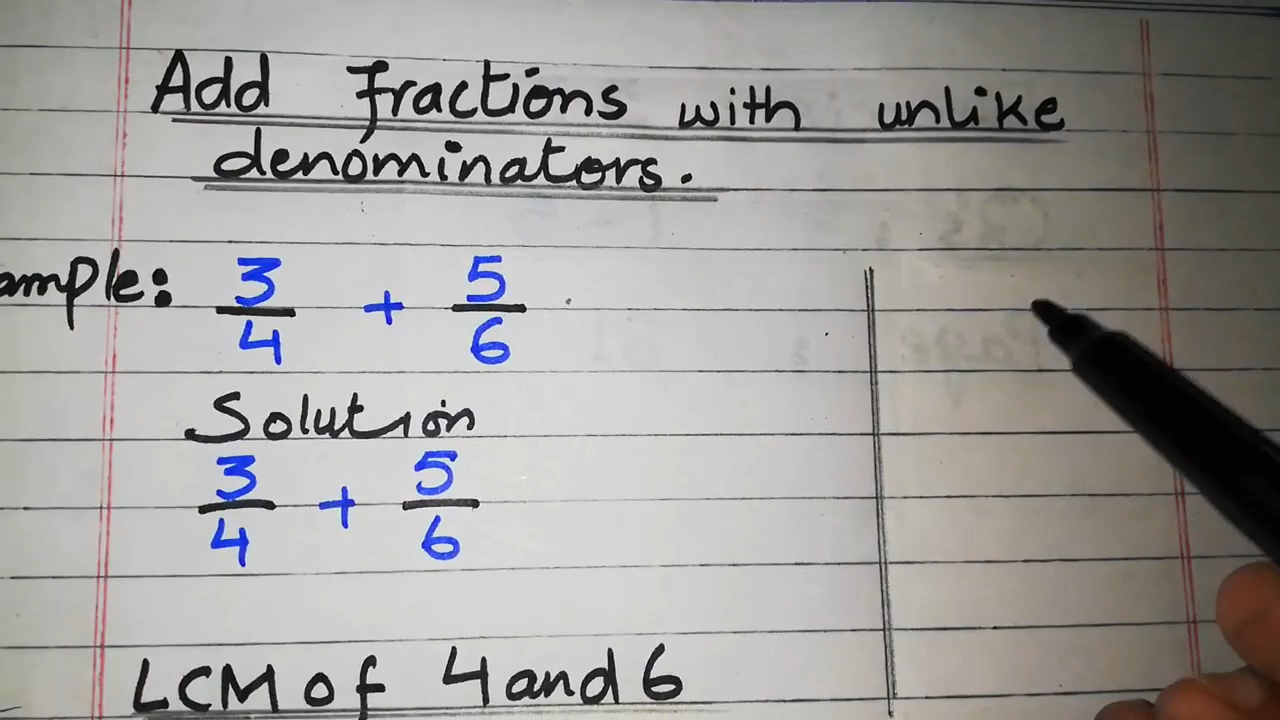 Add fractions with unlike
denominators.
ample: 3/4 + 5/6
Solution
3/4 + 5/6
LCM of 4 and 6